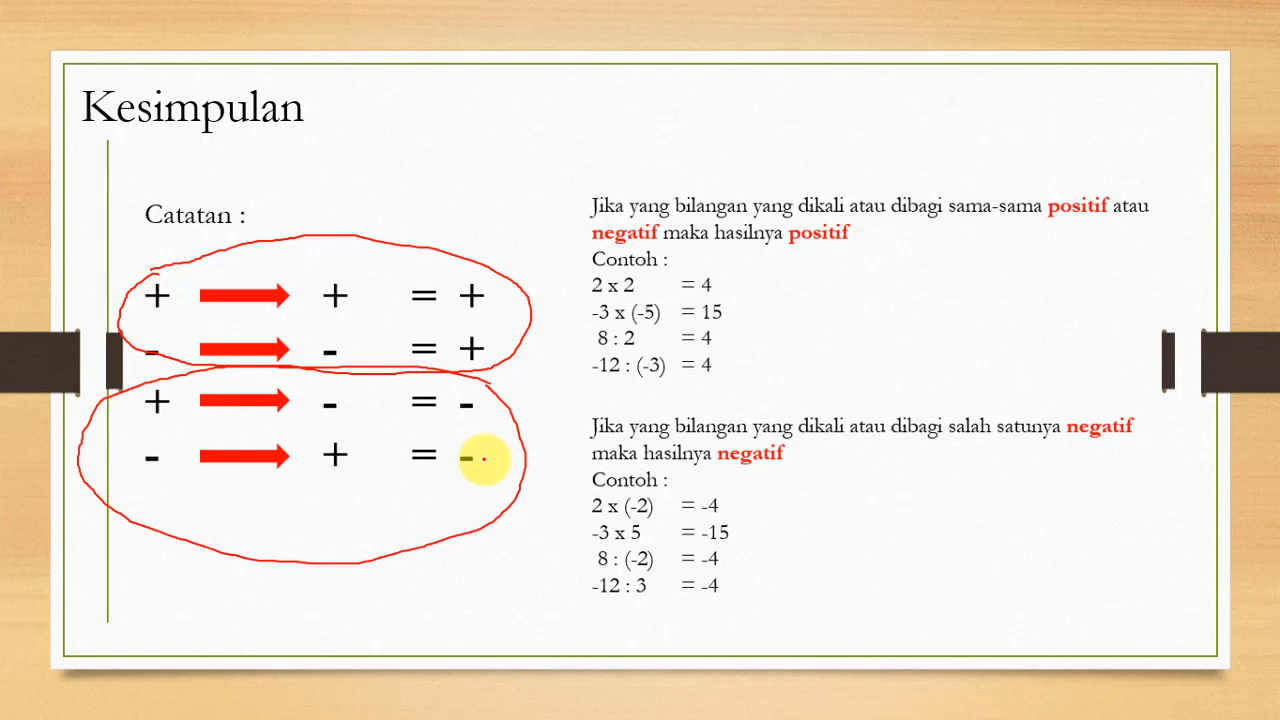 Kesimpulan
Catatan :
+ + = +
- - = +
+ - = -
- + = -
Jika yang bilangan yang dikali atau dibagi sama-sama positif atau
negatif maka hasilnya positif
Contoh :
2 x 2 = 4
-3 x (-5) = 15
8 : 2 = 4
-12 : (-3) = 4
Jika yang bilangan yang dikali atau dibagi salah satunya negatif
maka hasilnya negatif
Contoh :
2 x (-2) = -4
-3 x 5 = -15
8 : (-2) = -4
-12 : 3 = -4